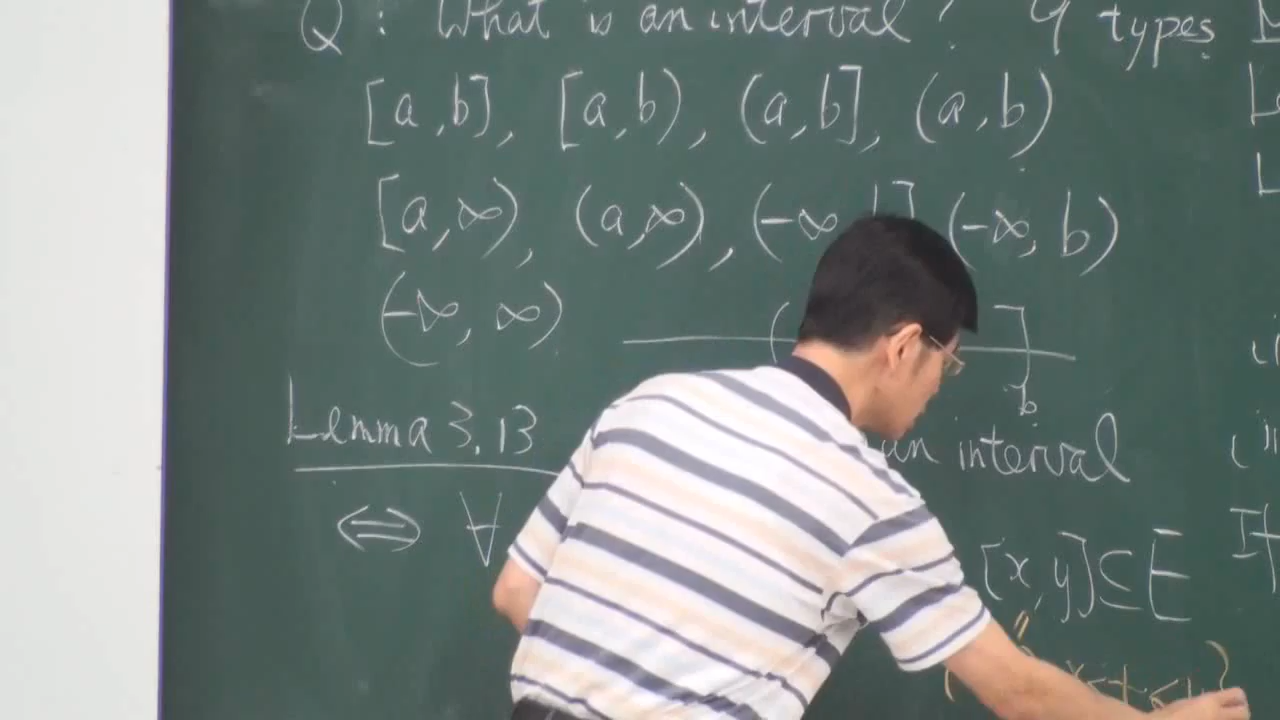 Q : What is an interval ? 9 types
[a,b], [a,b), (a,b], (a,b)
[a,∞), (a,∞), (-∞, b], (-∞, b)
(-∞, ∞)
( ]
b
Lemma 3.13 an interval
⇔ ∀ [x,y] ⊆ E
If